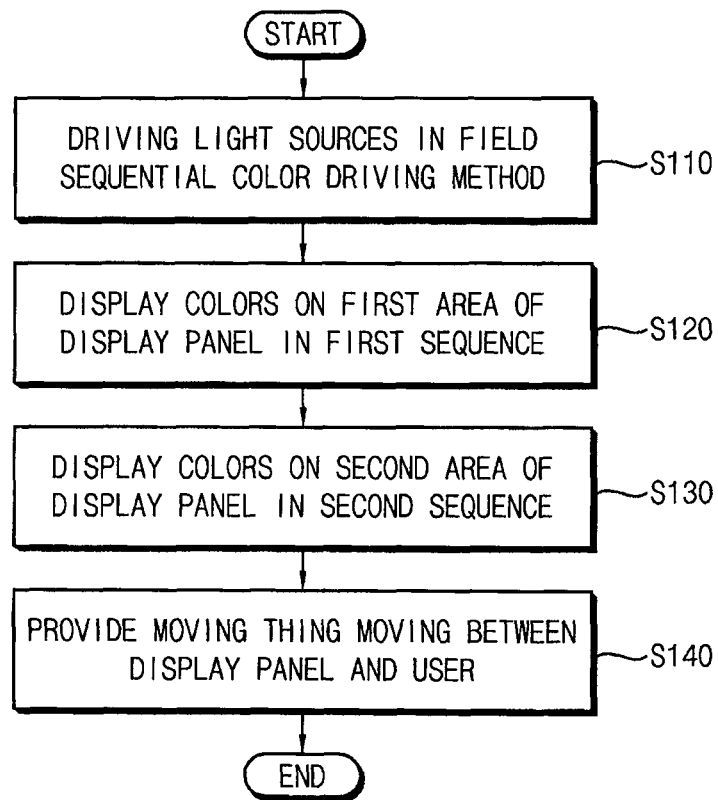 START
DRIVING LIGHT SOURCES IN FIELD
SEQUENTIAL COLOR DRIVING METHOD
S110
DISPLAY COLORS ON FIRST AREA OF
DISPLAY PANEL IN FIRST SEQUENCE
S120
DISPLAY COLORS ON SECOND AREA OF
DISPLAY PANEL IN SECOND SEQUENCE
S130
PROVIDE MOVING THING MOVING BETWEEN
DISPLAY PANEL AND USER
S140
END